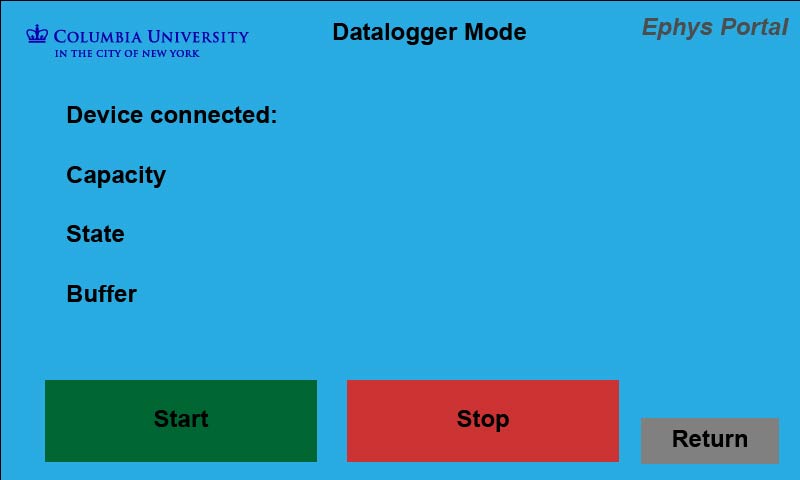 COLUMBIA UNIVERSITY
IN THE CITY OF NEW YORK
Datalogger Mode
Ephys Portal
Device connected:
Capacity
State
Buffer
Start
Stop
Return